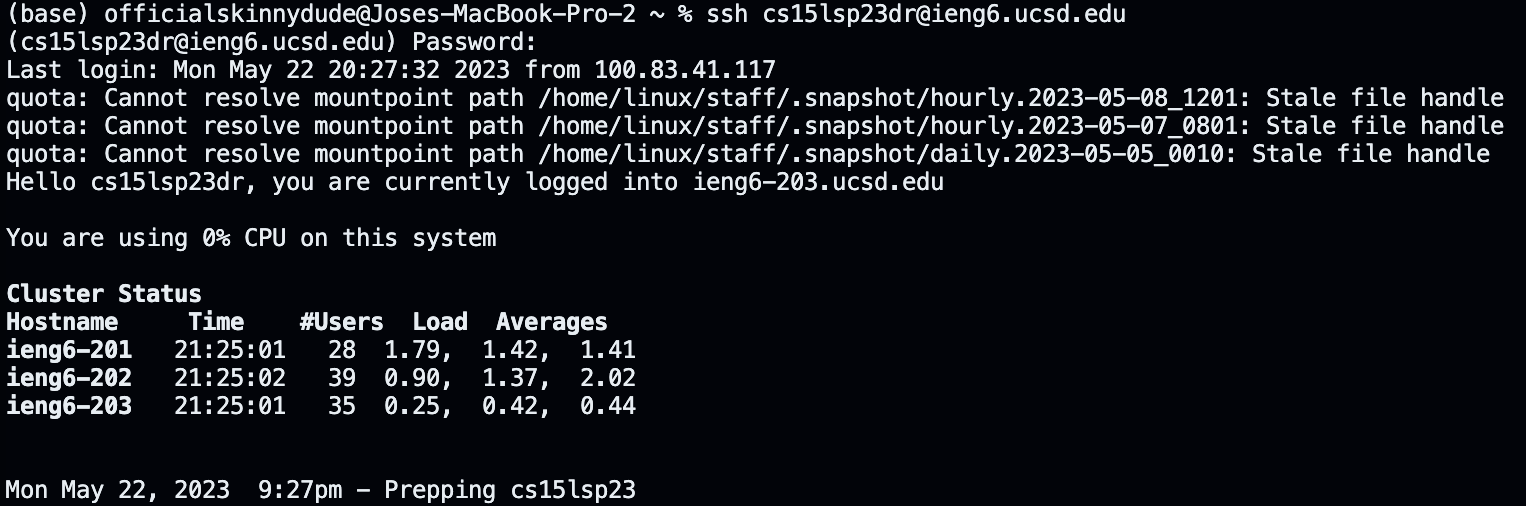 (base) officialskinnydude@Joses-MacBook-Pro-2 ~ % ssh cs15lsp23dr@ieng6.ucsd.edu
(cs15lsp23dr@ieng6.ucsd.edu) Password:
Last login: Mon May 22 20:27:32 2023 from 100.83.41.117
quota: Cannot resolve mountpoint path /home/linux/staff/.snapshot/hourly.2023-05-08_1201: Stale file handle
quota: Cannot resolve mountpoint path /home/linux/staff/.snapshot/hourly.2023-05-07_0801: Stale file handle
quota: Cannot resolve mountpoint path /home/linux/staff/.snapshot/daily.2023-05-05_0010: Stale file handle
Hello cs15lsp23dr, you are currently logged into ieng6-203.ucsd.edu
You are using 0% CPU on this system
Cluster Status
Hostname     Time    #Users  Load  Averages
ieng6-201   21:25:01   28  1.79,  1.42,  1.41
ieng6-202   21:25:02   39  0.90,  1.37,  2.02
ieng6-203   21:25:01   35  0.25,  0.42,  0.44
Mon May 22, 2023  9:27pm - Prepping cs15lsp23